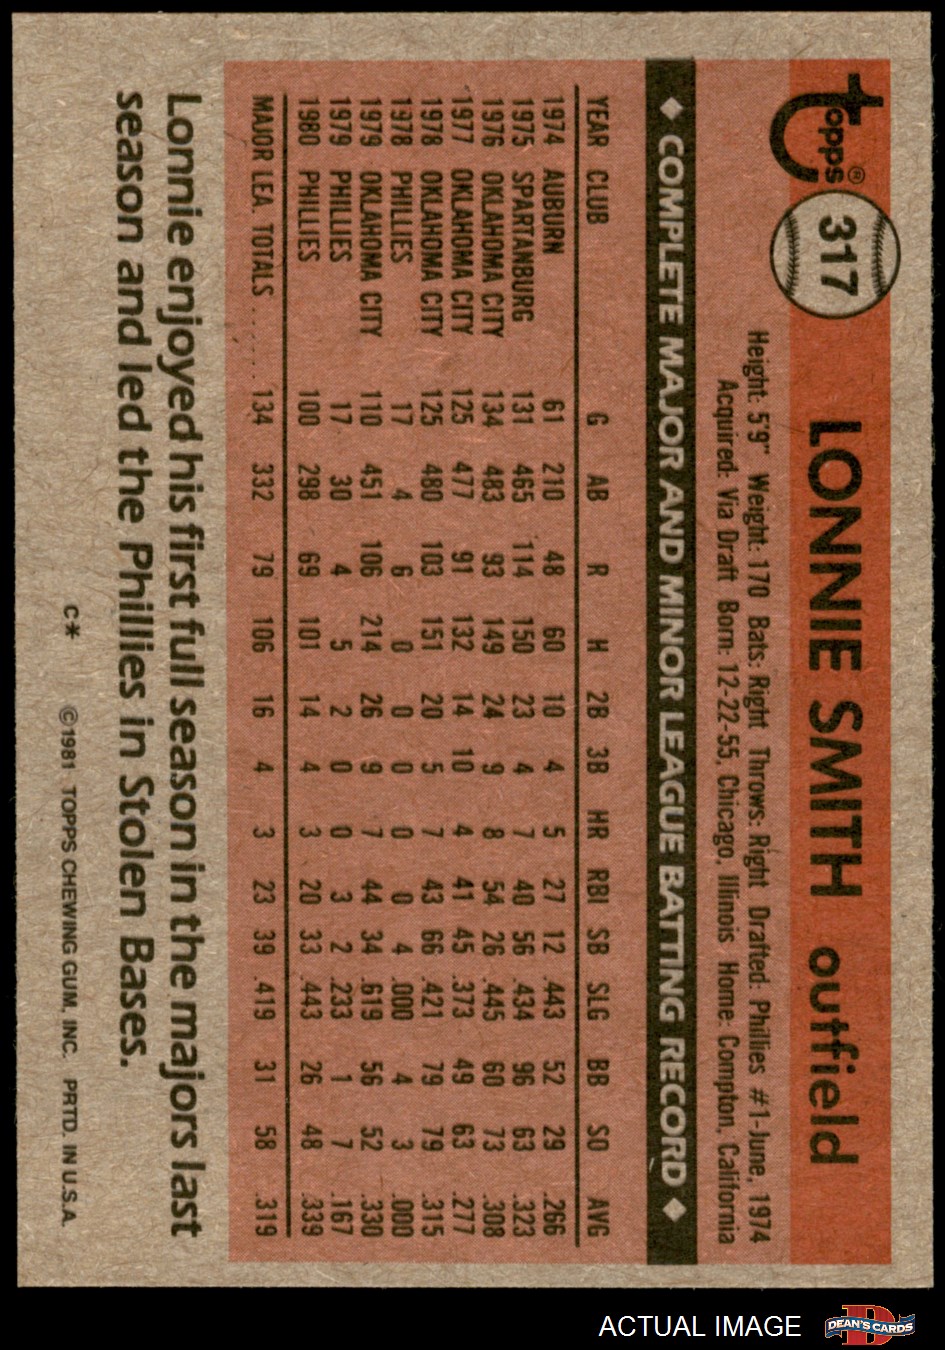 topps® 317 LONNIE SMITH outfield
Height: 5'9" Weight: 170 Bats: Right Throws: Right Drafted: Phillies #1-June, 1974
Acquired: Via Draft Born: 12-22-55, Chicago, Illinois Home: Compton, California
◆ COMPLETE MAJOR AND MINOR LEAGUE BATTING RECORD ◆
YEAR CLUB G AB R H 2B 3B HR RBI SB SLG BB SO AVG
1974 AUBURN 61 210 48 60 10 4 5 27 12 .443 52 29 .266
1975 SPARTANBURG 131 465 114 150 23 4 7 40 56 .434 96 63 .323
1976 OKLAHOMA CITY 134 483 93 149 24 9 8 54 26 .445 60 73 .308
1977 OKLAHOMA CITY 125 477 91 132 14 10 4 41 45 .373 49 63 .277
1978 OKLAHOMA CITY 125 480 103 151 20 5 7 43 66 .421 79 79 .315
1978 PHILLIES 17 4 6 0 0 0 0 0 4 .000 4 3 .000
1979 OKLAHOMA CITY 110 451 106 214 26 9 7 44 34 .619 56 52 .330
1979 PHILLIES 17 30 4 5 2 0 0 3 2 .233 1 7 .167
1980 PHILLIES 100 298 69 101 14 4 3 20 33 .443 26 48 .339
MAJOR LEA. TOTALS ...... 134 332 79 106 16 4 3 23 39 .419 31 58 .319
Lonnie enjoyed his first full season in the majors last
season and led the Phillies in Stolen Bases.
C* ©1981 TOPPS CHEWING GUM, INC. PRTD. IN U.S.A.
ACTUAL IMAGE DEAN'S CARDS